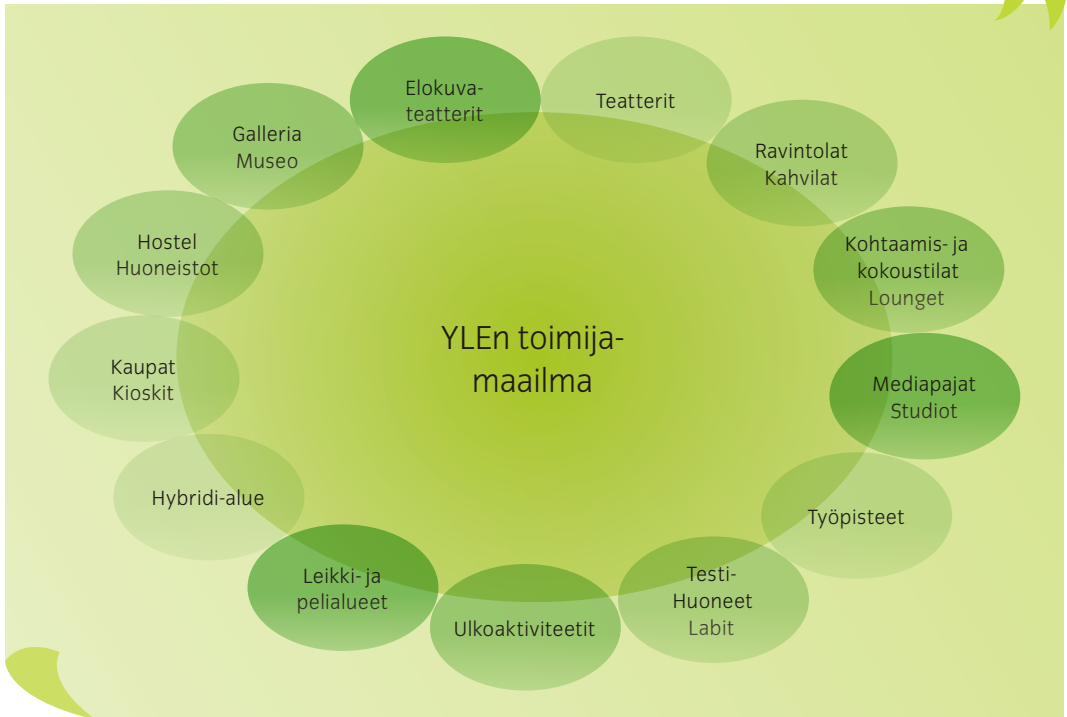 Elokuva-
teatterit
Teatterit
Ravintolat
Kahvilat
Kohtaamis- ja
kokoustilat
Lounget
Mediapajat
Studiot
Työpisteet
Testi-
Huoneet
Labit
Ulkoaktiviteetit
Leikki- ja
pelialueet
Hybridi-alue
Kaupat
Kioskit
Hostel
Huoneistot
Galleria
Museo
YLEn toimija-
maailma